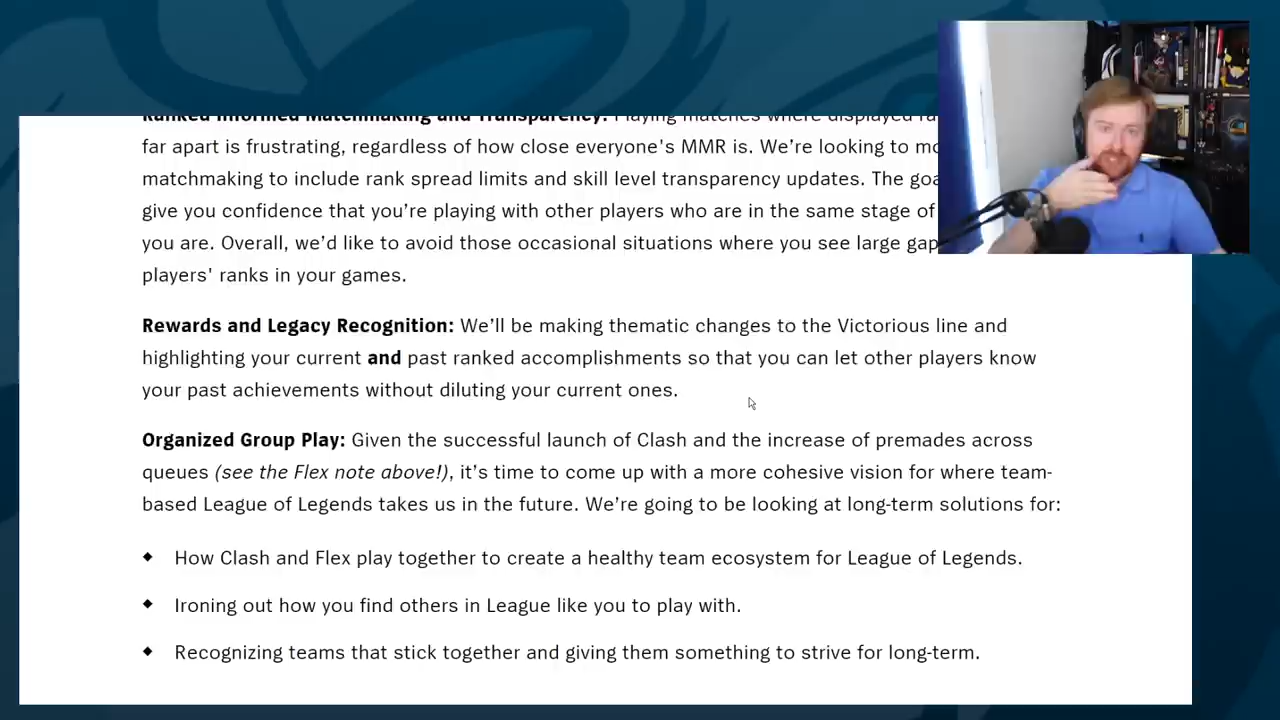 Ranked Informed Matchmaking and Transparency: Playing matches where displayed
far apart is frustrating, regardless of how close everyone's MMR is. We’re looking to
matchmaking to include rank spread limits and skill level transparency updates. The
give you confidence that you’re playing with other players who are in the same stage of
you are. Overall, we’d like to avoid those occasional situations where you see large
players' ranks in your games.
Rewards and Legacy Recognition: We’ll be making thematic changes to the Victorious line and
highlighting your current and past ranked accomplishments so that you can let other players know
your past achievements without diluting your current ones.
Organized Group Play: Given the successful launch of Clash and the increase of premades across
queues (see the Flex note above!), it’s time to come up with a more cohesive vision for where team-
based League of Legends takes us in the future. We’re going to be looking at long-term solutions for:
◆ How Clash and Flex play together to create a healthy team ecosystem for League of Legends.
◆ Ironing out how you find others in League like you to play with.
◆ Recognizing teams that stick together and giving them something to strive for long-term.